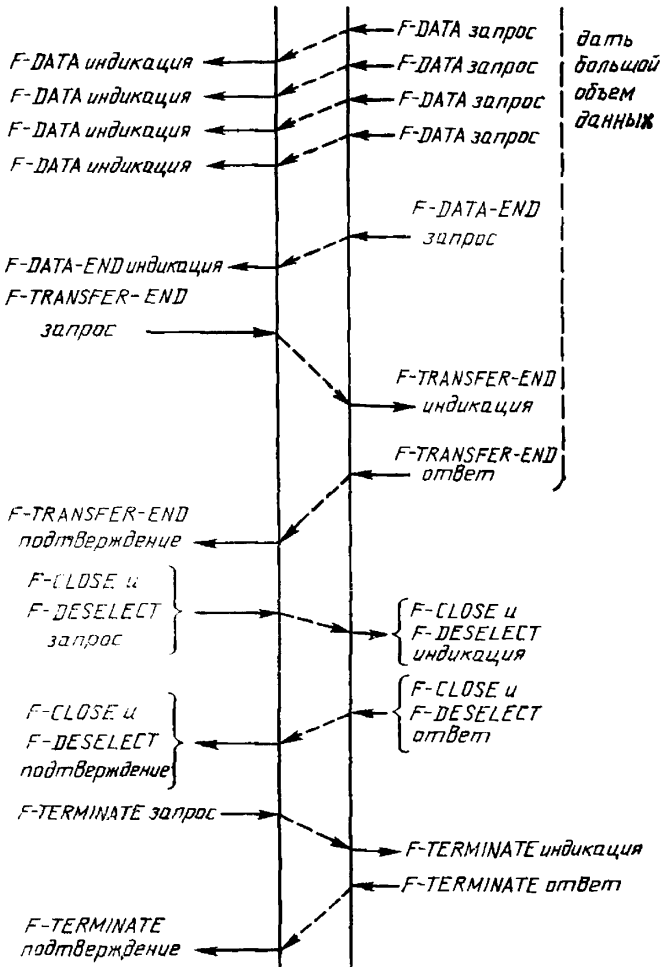 F-DATA запрос
F-DATA индикация
F-DATA запрос
F-DATA индикация
F-DATA запрос
F-DATA индикация
F-DATA запрос
F-DATA индикация
дать
большой
объем
данных
F-DATA-END
запрос
F-DATA-END индикация
F-TRANSFER-END
запрос
F-TRANSFER-END
индикация
F-TRANSFER-END
ответ
F-TRANSFER-END
подтверждение
F-CLOSE и
F-DESELECT
запрос
F-CLOSE и
F-DESELECT
индикация
F-CLOSE и
F-DESELECT
ответ
F-CLOSE и
F-DESELECT
подтверждение
F-TERMINATE запрос
F-TERMINATE индикация
F-TERMINATE ответ
F-TERMINATE
подтверждение